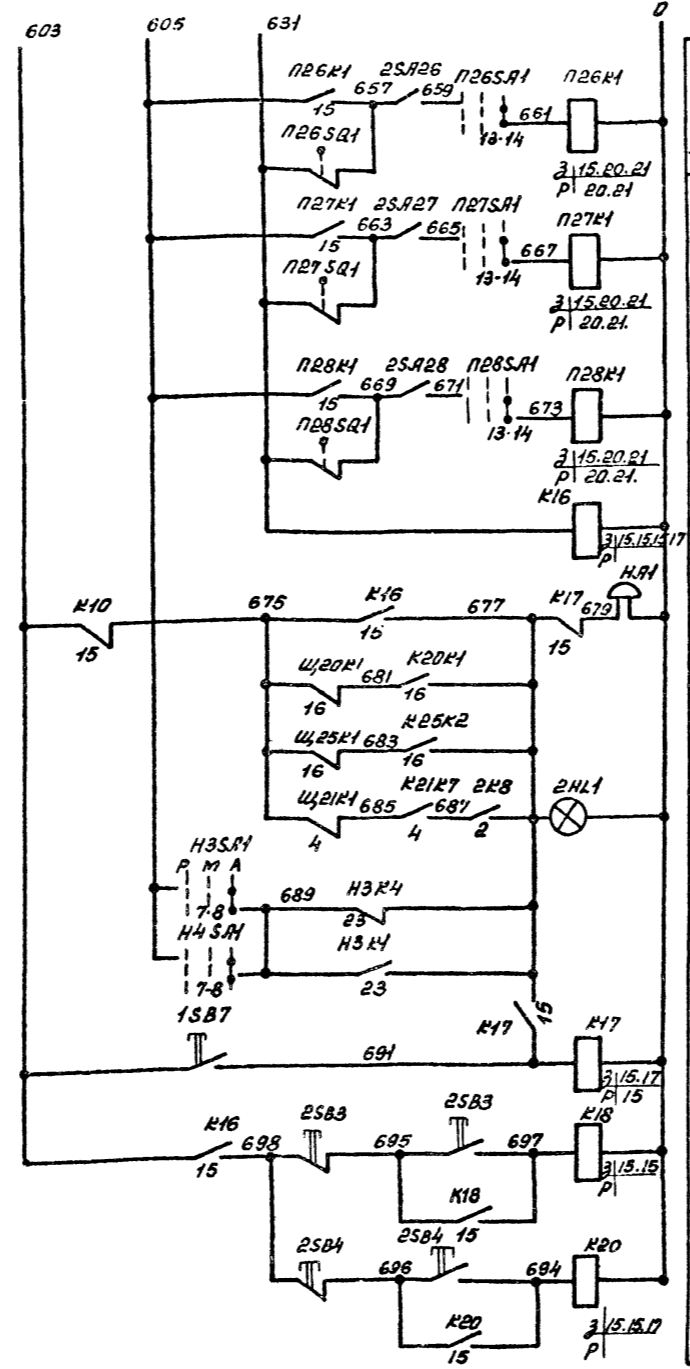 603 605 631 0
П26К1 2SA26 П26SA1 П26К1
15 657 659 661
13-14
П26SQ1
З 15.20.21
Р 20.21
П27К1 2SA27 П27SA1 П27К1
15 663 665 667
13-14
П27SQ1
З 15.20.21
Р 20.21.
П28К1 2SA28 П28SA1 П28К1
15 669 671 673
13-14
П28SQ1
З 15.20.21
Р 20.21.
К16
З 15.15.15.17
Р
К10 675 К16 677 К17 679 НА1
15 15 15
Щ20К1 681 К20К1
16 16
Щ25К1 683 К25К2
16 16
Щ21К1 685 К21К7 687 2К8 2HL1
4 4 2
Н3SA1
Р М А
7-8 689 Н3К4
23
Н4SA1 Н3К1
7-8 23
1SB7 К17 15 К17
691
З 15.17
Р 15
К16 2SB3 2SB3 К18
15 698 695 697
З 15.15
Р
К18
15
2SB4 2SB4 К20
696 694
З 15.15.17
Р
К20
15